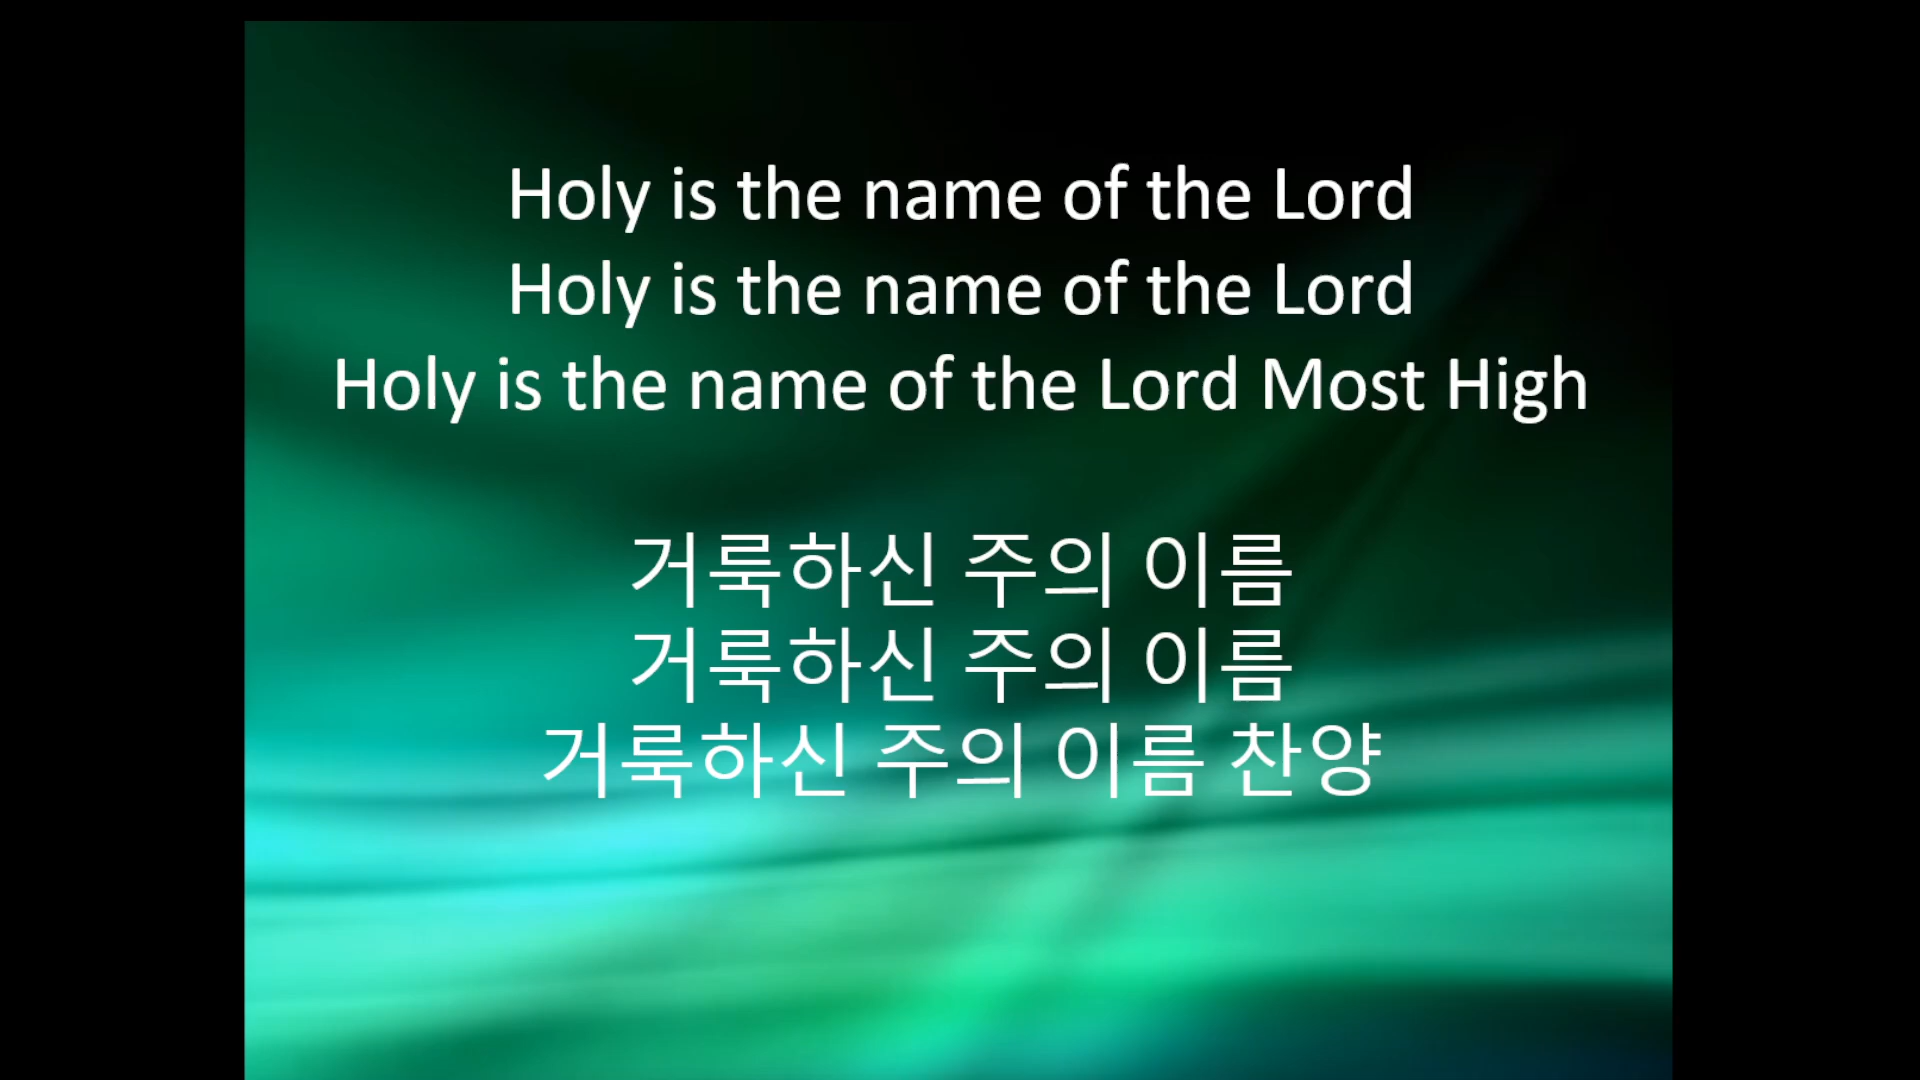 Holy is the name of the Lord
Holy is the name of the Lord
Holy is the name of the Lord Most High
거룩하신 주의 이름
거룩하신 주의 이름
거룩하신 주의 이름 찬양